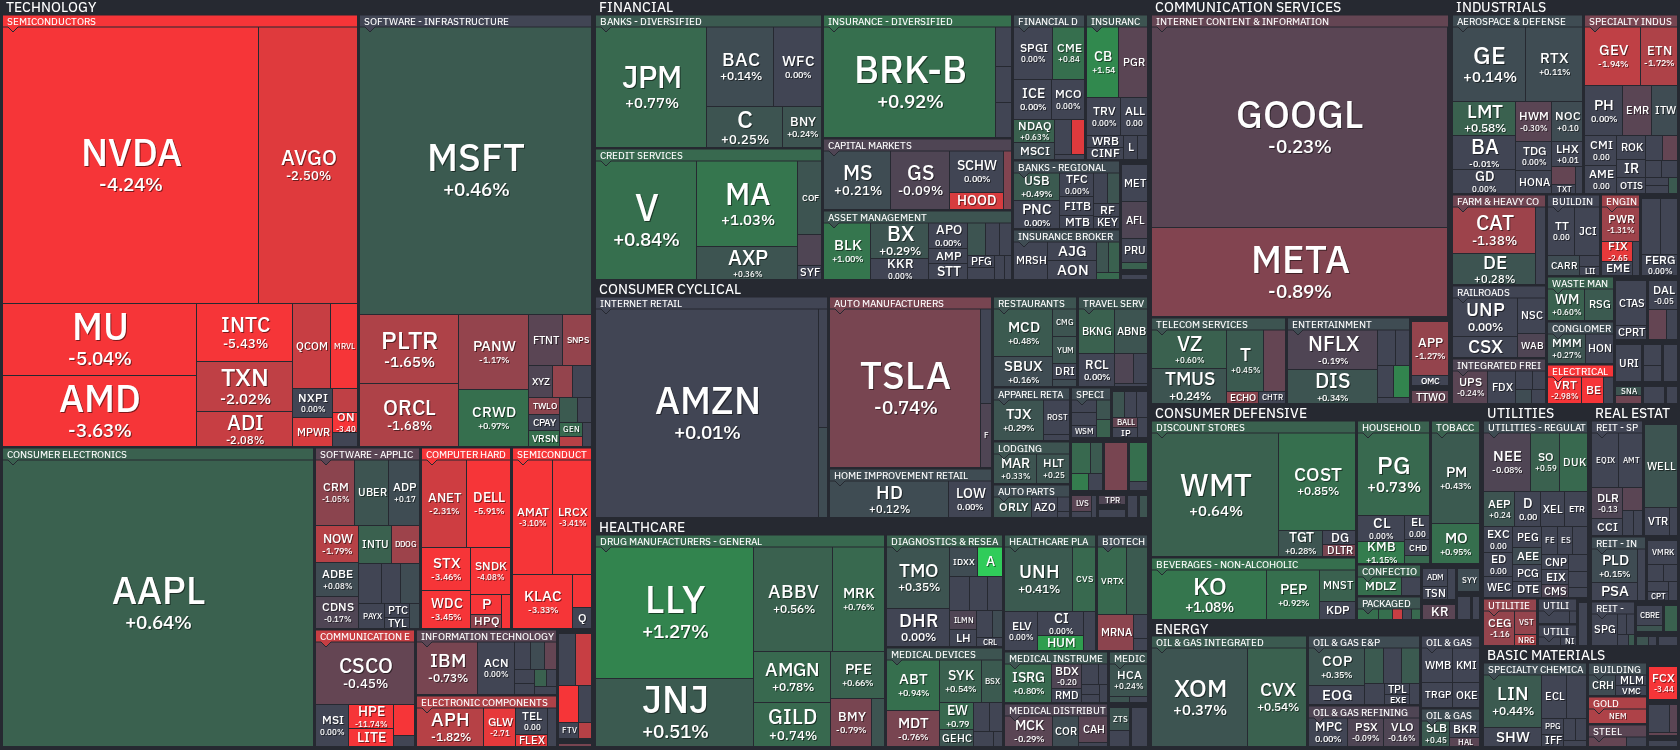 TECHNOLOGY
SEMICONDUCTORS
NVDA
-4.24%
AVGO
-2.50%
MU
-5.04%
AMD
-3.63%
INTC
-5.43%
TXN
-2.02%
ADI
-2.08%
QCOM
MRVL
NXPI
0.00%
MPWR
ON
-3.40
SOFTWARE - INFRASTRUCTURE
MSFT
+0.46%
PLTR
-1.65%
ORCL
-1.68%
PANW
-1.17%
CRWD
+0.97%
FTNT
SNPS
XYZ
TWLO
CPAY
GEN
VRSN
CONSUMER ELECTRONICS
AAPL
+0.64%
SOFTWARE - APPLIC
CRM
-1.05%
UBER
ADP
+0.17
NOW
-1.79%
INTU
DDOG
ADBE
+0.08%
CDNS
-0.17%
PAYX
PTC
TYL
COMPUTER HARD
ANET
-2.31%
DELL
-5.91%
STX
-3.46%
SNDK
-4.08%
WDC
-3.45%
P
HPQ
SEMICONDUCT
AMAT
-3.10%
LRCX
-3.41%
KLAC
-3.33%
Q
COMMUNICATION E
CSCO
-0.45%
MSI
0.00%
HPE
-11.74%
LITE
INFORMATION TECHNOLOGY
IBM
-0.73%
ACN
0.00%
ELECTRONIC COMPONENTS
APH
-1.82%
GLW
-2.71
TEL
0.00
FLEX
FTV
FINANCIAL
BANKS - DIVERSIFIED
JPM
+0.77%
BAC
+0.14%
WFC
0.00%
C
+0.25%
BNY
+0.24%
CREDIT SERVICES
V
+0.84%
MA
+1.03%
AXP
+0.36%
COF
SYF
INSURANCE - DIVERSIFIED
BRK-B
+0.92%
CAPITAL MARKETS
MS
+0.21%
GS
-0.09%
SCHW
0.00%
HOOD
ASSET MANAGEMENT
BLK
+1.00%
BX
+0.29%
KKR
0.00%
APO
0.00%
AMP
STT
PFG
FINANCIAL D
SPGI
0.00%
CME
+0.84
ICE
0.00%
MCO
0.00%
NDAQ
+0.63%
MSCI
INSURANC
CB
+1.54
PGR
TRV
0.00%
ALL
0.00
WRB
CINF
L
BANKS - REGIONAL
USB
+0.49%
TFC
0.00%
PNC
0.00%
FITB
MTB
RF
KEY
INSURANCE BROKER
MRSH
AJG
AON
MET
AFL
PRU
CONSUMER CYCLICAL
INTERNET RETAIL
AMZN
+0.01%
AUTO MANUFACTURERS
TSLA
-0.74%
F
HOME IMPROVEMENT RETAIL
HD
+0.12%
LOW
0.00%
RESTAURANTS
MCD
+0.48%
CMG
YUM
SBUX
+0.16%
DRI
TRAVEL SERV
BKNG
ABNB
RCL
0.00%
APPAREL RETA
TJX
+0.29%
ROST
SPECI
WSM
BALL
IP
LODGING
MAR
+0.33%
HLT
+0.25
AUTO PARTS
ORLY
AZO
LVS
TPR
HEALTHCARE
DRUG MANUFACTURERS - GENERAL
LLY
+1.27%
JNJ
+0.51%
ABBV
+0.56%
MRK
+0.76%
AMGN
+0.78%
PFE
+0.66%
GILD
+0.74%
BMY
-0.79%
DIAGNOSTICS & RESEA
TMO
+0.35%
IDXX
A
DHR
0.00%
ILMN
LH
CRL
MEDICAL DEVICES
ABT
+0.94%
SYK
+0.54%
BSX
MDT
-0.76%
EW
+0.79
GEHC
HEALTHCARE PLA
UNH
+0.41%
CVS
ELV
0.00%
CI
0.00%
HUM
BIOTECH
VRTX
MRNA
MEDICAL INSTRUME
ISRG
+0.80%
BDX
-0.20
RMD
MEDIC
HCA
+0.24%
MEDICAL DISTRIBUT
MCK
-0.29%
COR
CAH
ZTS
COMMUNICATION SERVICES
INTERNET CONTENT & INFORMATION
GOOGL
-0.23%
META
-0.89%
TELECOM SERVICES
VZ
+0.60%
T
+0.45%
TMUS
+0.24%
ECHO
CHTR
ENTERTAINMENT
NFLX
-0.19%
DIS
+0.34%
APP
-1.27%
OMC
TTWO
CONSUMER DEFENSIVE
DISCOUNT STORES
WMT
+0.64%
COST
+0.85%
TGT
+0.28%
DG
DLTR
HOUSEHOLD
PG
+0.73%
CL
0.00%
EL
0.00
KMB
+1.15%
CHD
TOBACC
PM
+0.43%
MO
+0.95%
BEVERAGES - NON-ALCOHOLIC
KO
+1.08%
PEP
+0.92%
MNST
KDP
CONFECTIO
MDLZ
PACKAGED
ADM
TSN
SYY
KR
ENERGY
OIL & GAS INTEGRATED
XOM
+0.37%
CVX
+0.54%
OIL & GAS E&P
COP
+0.35%
EOG
TPL
EXE
OIL & GAS REFINING
MPC
0.00%
PSX
-0.09%
VLO
-0.16%
OIL & GAS
WMB
KMI
TRGP
OKE
OIL & GAS
SLB
+0.45
BKR
HAL
INDUSTRIALS
AEROSPACE & DEFENSE
GE
+0.14%
RTX
+0.11%
LMT
+0.58%
HWM
-0.30%
NOC
+0.10
BA
-0.01%
TDG
0.00%
LHX
+0.01
GD
0.00%
HONA
TXT
SPECIALTY INDUS
GEV
-1.94%
ETN
-1.72%
PH
0.00%
EMR
ITW
CMI
0.00
ROK
AME
0.00
IR
OTIS
FARM & HEAVY CO
CAT
-1.38%
DE
+0.28%
BUILDIN
TT
0.00
JCI
CARR
LII
ENGIN
PWR
-1.31%
FIX
-2.65
EME
FERG
0.00%
RAILROADS
UNP
0.00%
NSC
CSX
WAB
WASTE MAN
WM
+0.60%
RSG
CTAS
DAL
-0.05
CPRT
CONGLOMER
MMM
+0.27%
HON
URI
INTEGRATED FREI
UPS
-0.24%
FDX
ELECTRICAL
VRT
-2.98%
BE
SNA
UTILITIES
UTILITIES - REGULAT
NEE
-0.08%
SO
+0.59
DUK
AEP
+0.24
D
0.00
XEL
ETR
EXC
0.00
PEG
FE
ES
ED
0.00
AEE
CNP
PCG
EIX
WEC
DTE
CMS
UTILITIE
CEG
-1.16
VST
NRG
UTILI
UTILI
NI
REAL ESTAT
REIT - SP
EQIX
AMT
WELL
DLR
-0.13
CCI
VTR
REIT - IN
PLD
+0.15%
VMRK
PSA
CPT
REIT -
SPG
CBRE
BASIC MATERIALS
SPECIALTY CHEMICA
LIN
+0.44%
ECL
PPG
SHW
IFF
BUILDING
CRH
MLM
VMC
FCX
-3.44
GOLD
NEM
STEEL